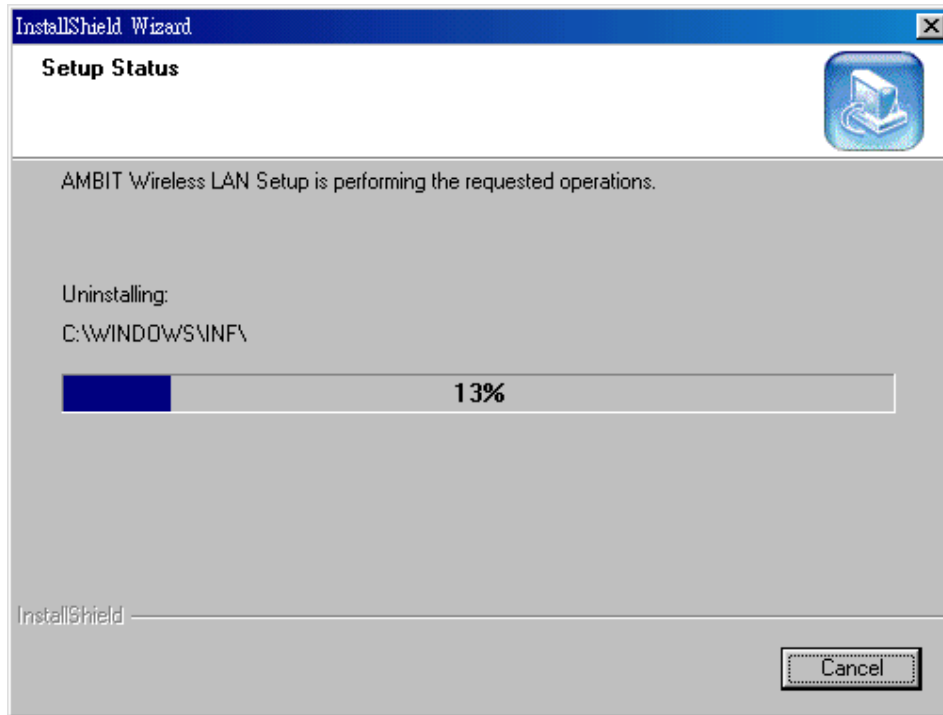 InstallShield Wizard
Setup Status
AMBIT Wireless LAN Setup is performing the requested operations.
Uninstalling:
C:\WINDOWS\INF\
13%
InstallShield
Cancel